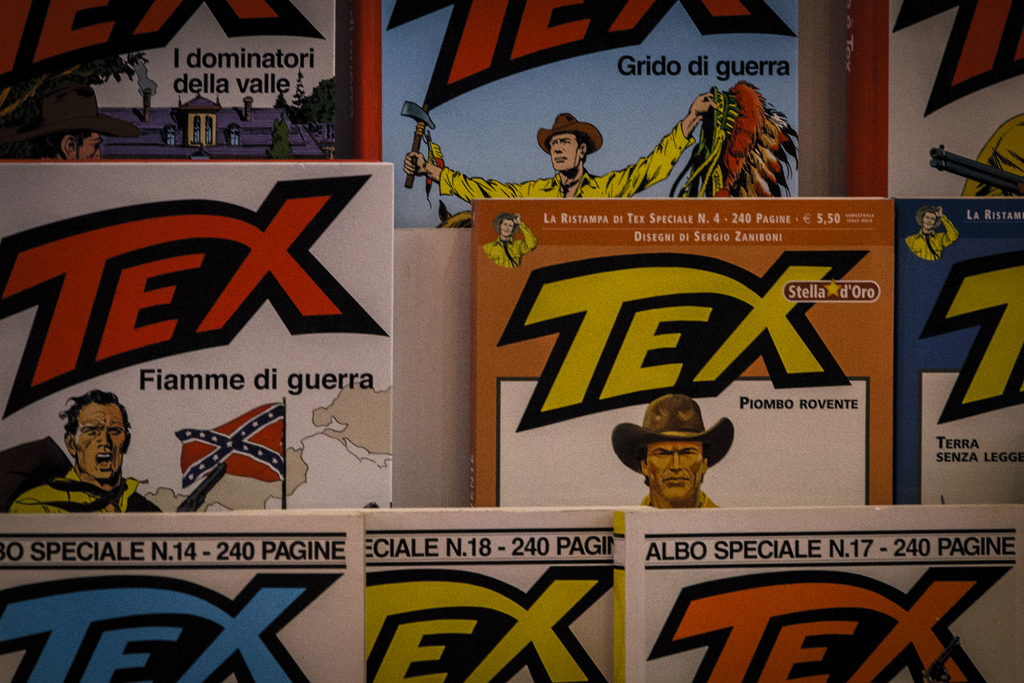 TEX
I dominatori
della valle
TEX
Grido di guerra
TEX
Fiamme di guerra
LA RISTAMPA DI TEX SPECIALE N. 4 · 240 PAGINE · € 5,50
DISEGNI DI SERGIO ZANIBONI
TEX
Stella d'Oro
PIOMBO ROVENTE
LA RISTAM
TE
TERRA
SENZA LEGGE
BO SPECIALE N.14 - 240 PAGINE
TEX
ECIALE N.18 - 240 PAGIN
TEX
ALBO SPECIALE N.17 - 240 PAGINE
TEX